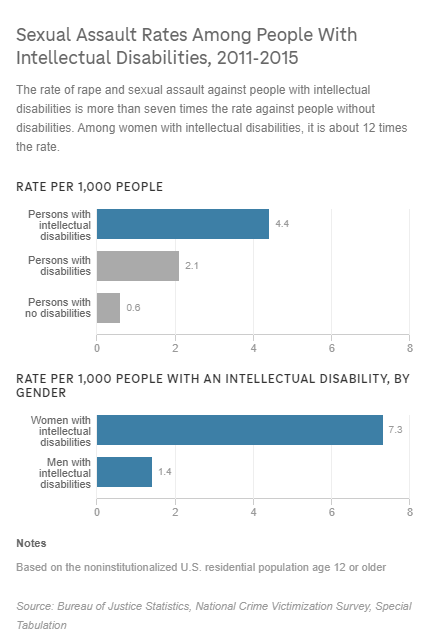 Sexual Assault Rates Among People With
Intellectual Disabilities, 2011-2015
The rate of rape and sexual assault against people with intellectual
disabilities is more than seven times the rate against people without
disabilities. Among women with intellectual disabilities, it is about 12 times
the rate.
RATE PER 1,000 PEOPLE
Persons with
intellectual
disabilities
4.4
Persons with
disabilities
2.1
Persons with
no disabilities
0.6
0 2 4 6 8
RATE PER 1,000 PEOPLE WITH AN INTELLECTUAL DISABILITY, BY
GENDER
Women with
intellectual
disabilities
7.3
Men with
intellectual
disabilities
1.4
0 2 4 6 8
Notes
Based on the noninstitutionalized U.S. residential population age 12 or older
Source: Bureau of Justice Statistics, National Crime Victimization Survey, Special
Tabulation